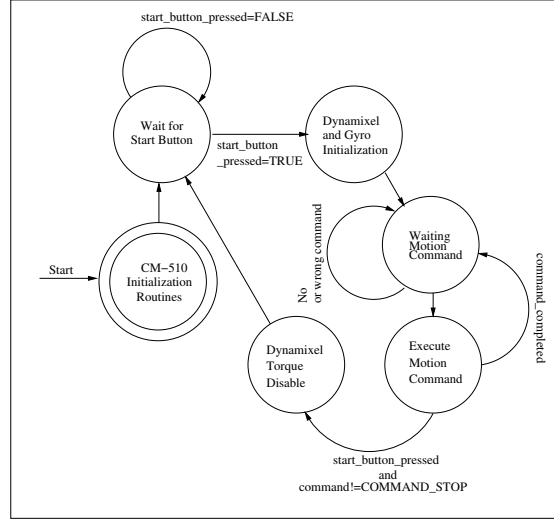 start_button_pressed=FALSE
Wait for
Start Button
start_button
_pressed=TRUE
Dynamixel
and Gyro
Initialization
Waiting
Motion
Command
No
or wrong command
command_completed
Start
CM−510
Initialization
Routines
Dynamixel
Torque
Disable
Execute
Motion
Command
start_button_pressed
and
command!=COMMAND_STOP